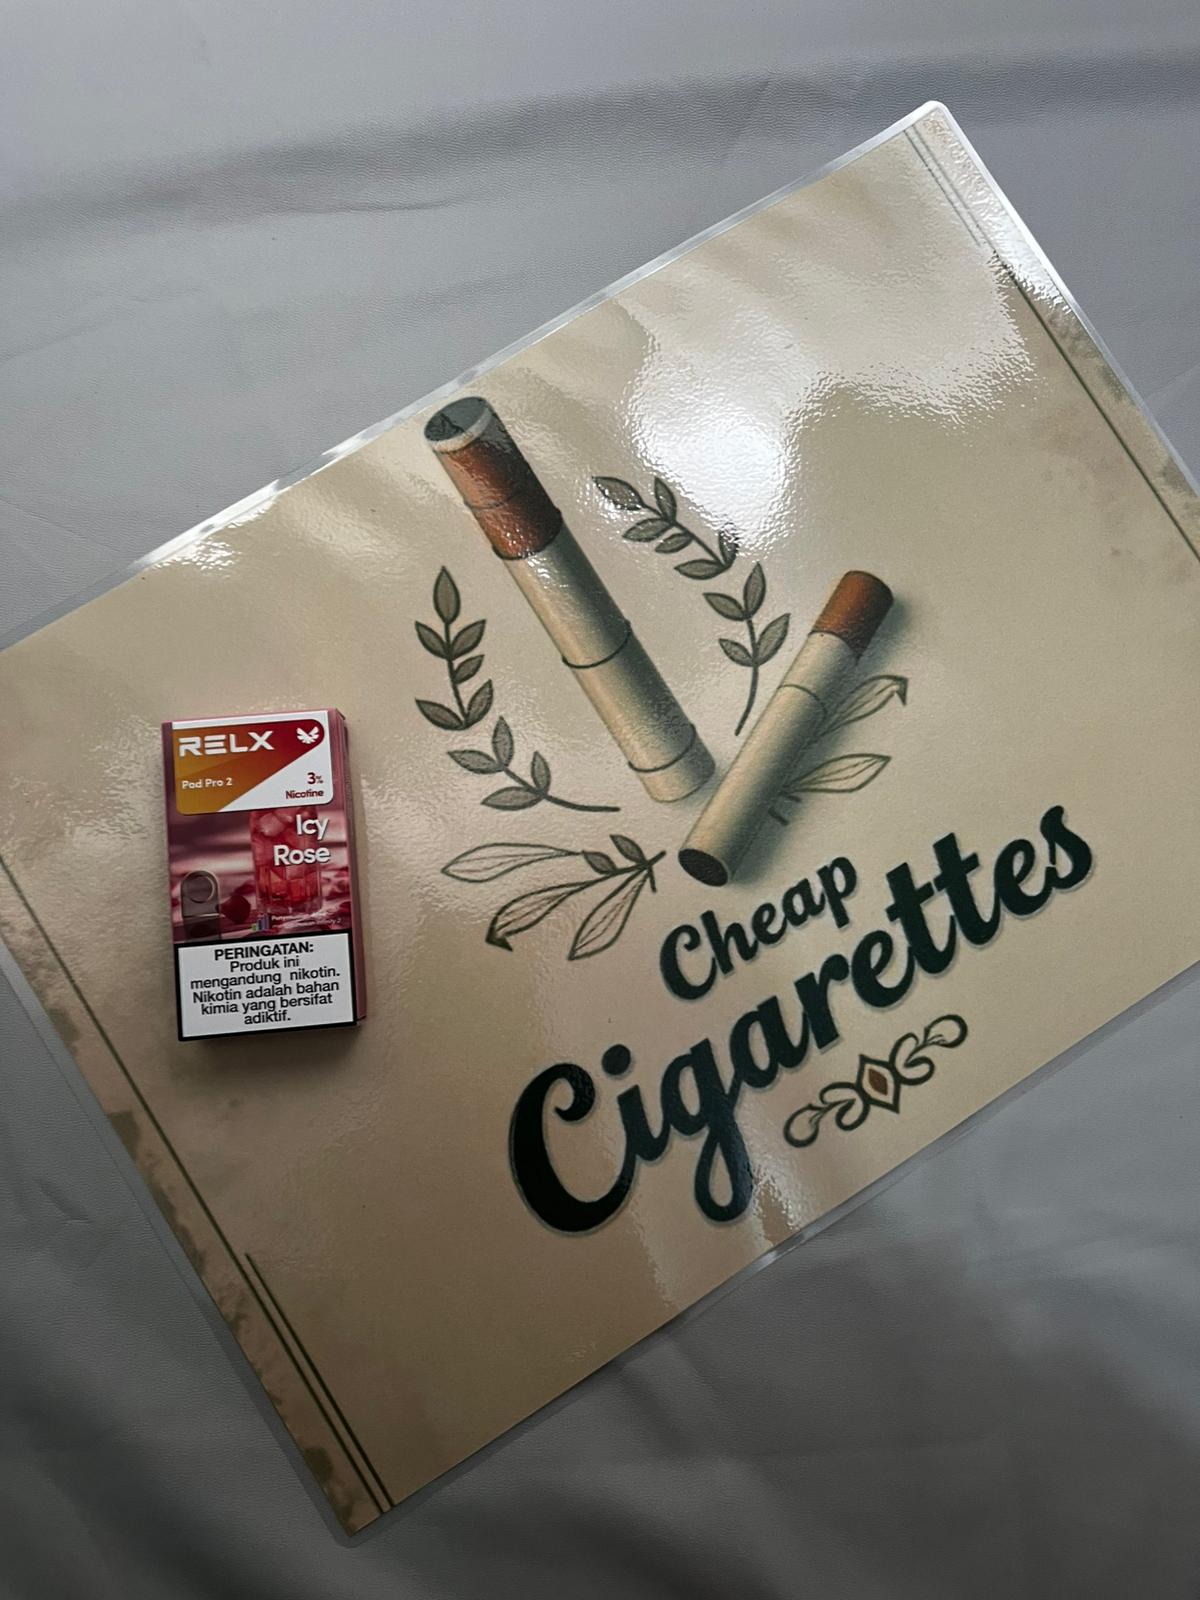 RELX
Pod Pro 2
3%
Nicotine
Icy
Rose
PERINGATAN:
Produk ini
mengandung nikotin.
Nikotin adalah bahan
kimia yang bersifat
adiktif.
Cheap
Cigarettes